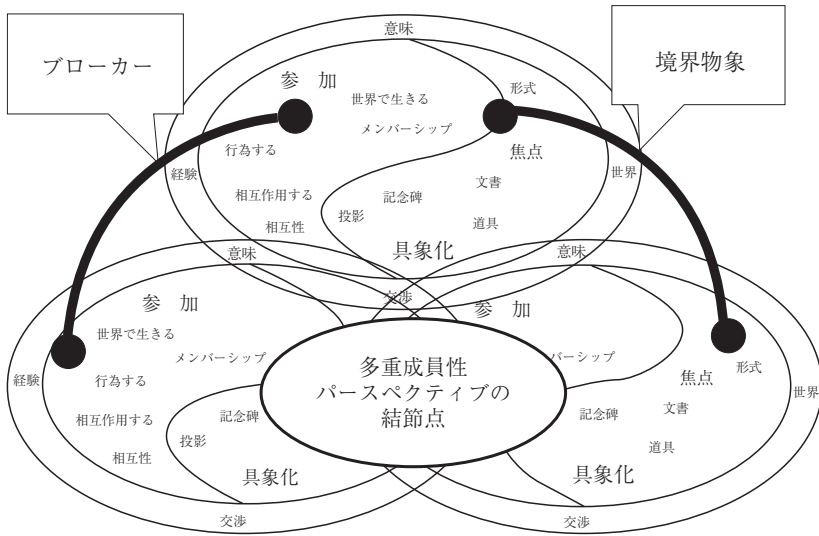 ブローカー
境界物象
意味
参　加
世界で生きる
形式
メンバーシップ
行為する
焦点
経験
世界
文書
相互作用する
記念碑
投影
相互性
道具
具象化
交渉
意味
参　加
世界で生きる
メンバーシップ
経験
行為する
相互作用する
記念碑
投影
相互性
具象化
交渉
多重成員性
パースペクティブの
結節点
意味
参　加
バーシップ
形式
焦点
世界
文書
記念碑
道具
具象化
交渉